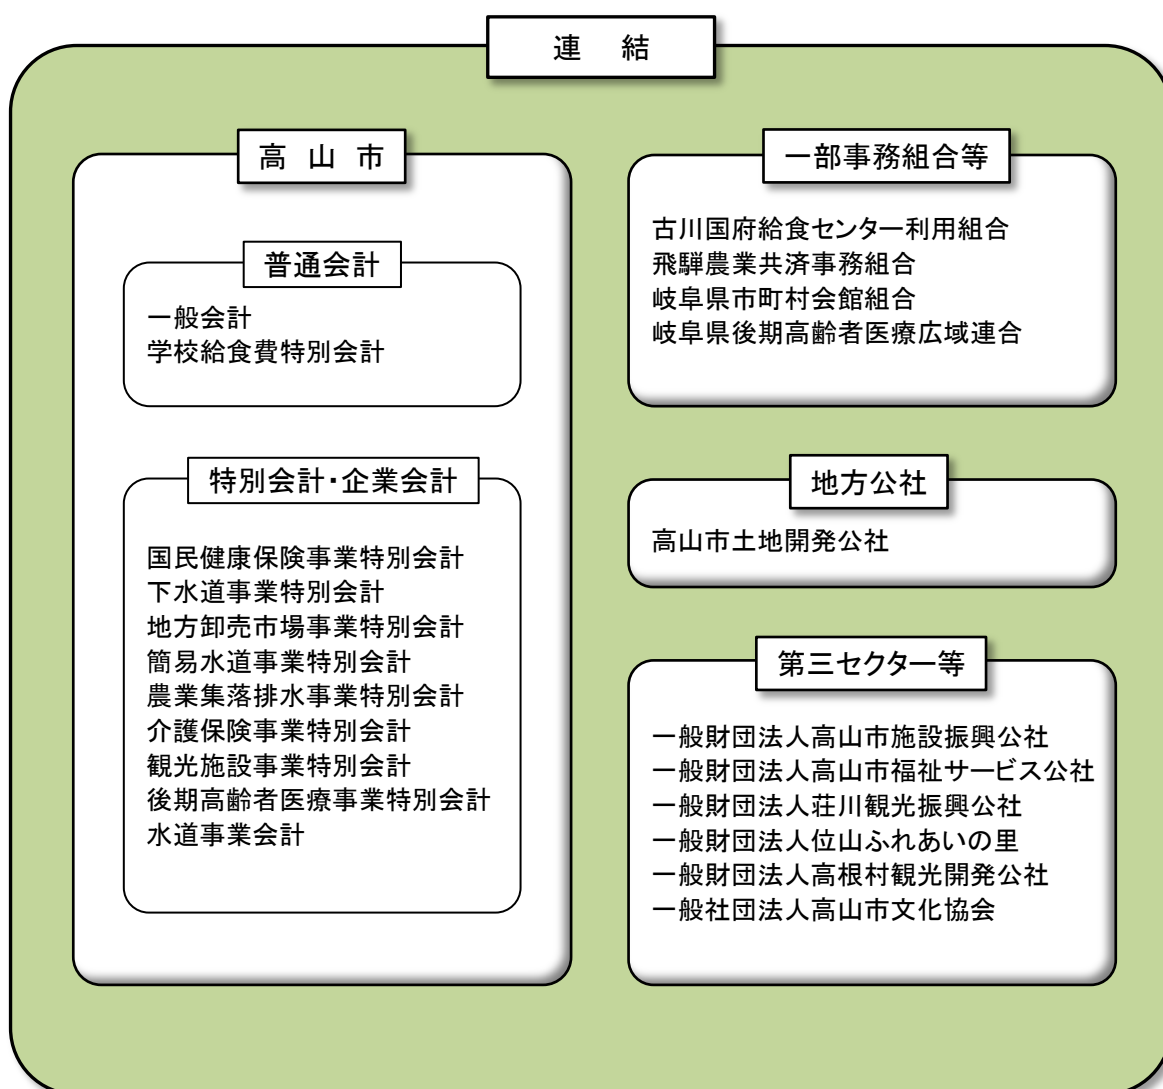 連 結
高 山 市
普通会計
一般会計
学校給食費特別会計
特別会計・企業会計
国民健康保険事業特別会計
下水道事業特別会計
地方卸売市場事業特別会計
簡易水道事業特別会計
農業集落排水事業特別会計
介護保険事業特別会計
観光施設事業特別会計
後期高齢者医療事業特別会計
水道事業会計
一部事務組合等
古川国府給食センター利用組合
飛騨農業共済事務組合
岐阜県市町村会館組合
岐阜県後期高齢者医療広域連合
地方公社
高山市土地開発公社
第三セクター等
一般財団法人高山市施設振興公社
一般財団法人高山市福祉サービス公社
一般財団法人荘川観光振興公社
一般財団法人位山ふれあいの里
一般財団法人高根村観光開発公社
一般社団法人高山市文化協会